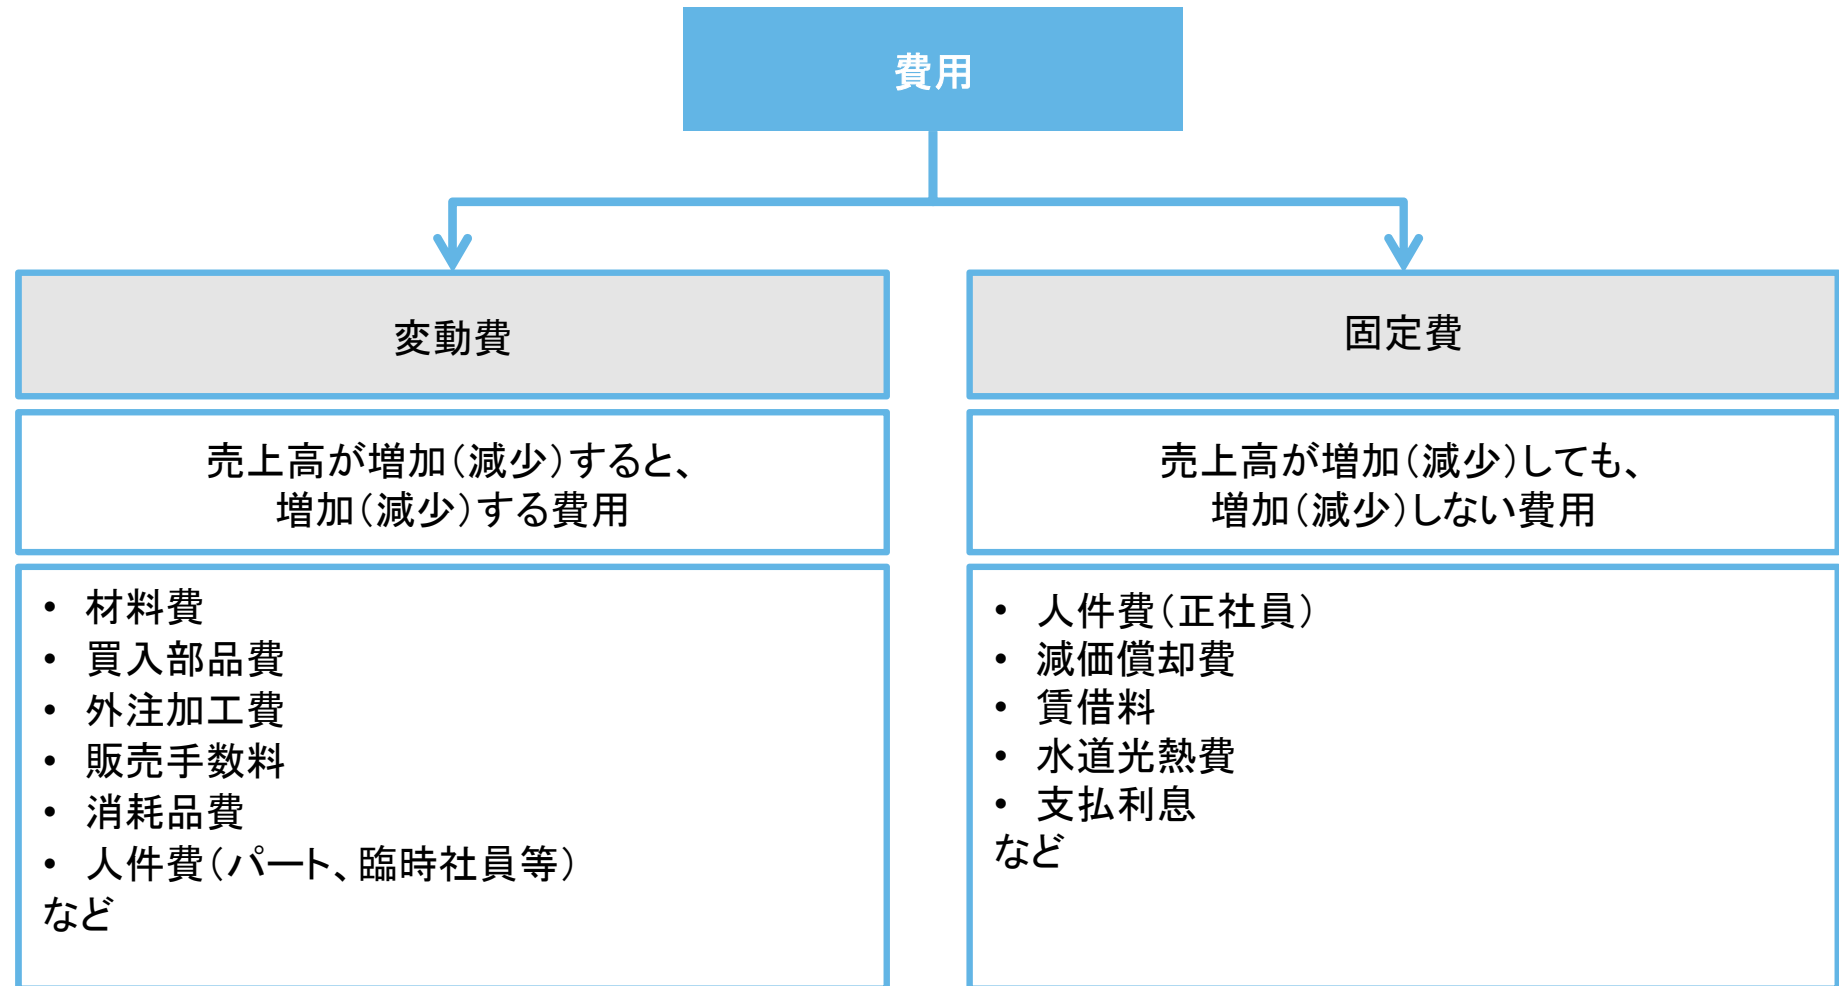 費用
変動費
売上高が増加(減少)すると、
増加(減少)する費用
• 材料費
• 買入部品費
• 外注加工費
• 販売手数料
• 消耗品費
• 人件費(パート、臨時社員等)
など
固定費
売上高が増加(減少)しても、
増加(減少)しない費用
• 人件費(正社員)
• 減価償却費
• 賃借料
• 水道光熱費
• 支払利息
など